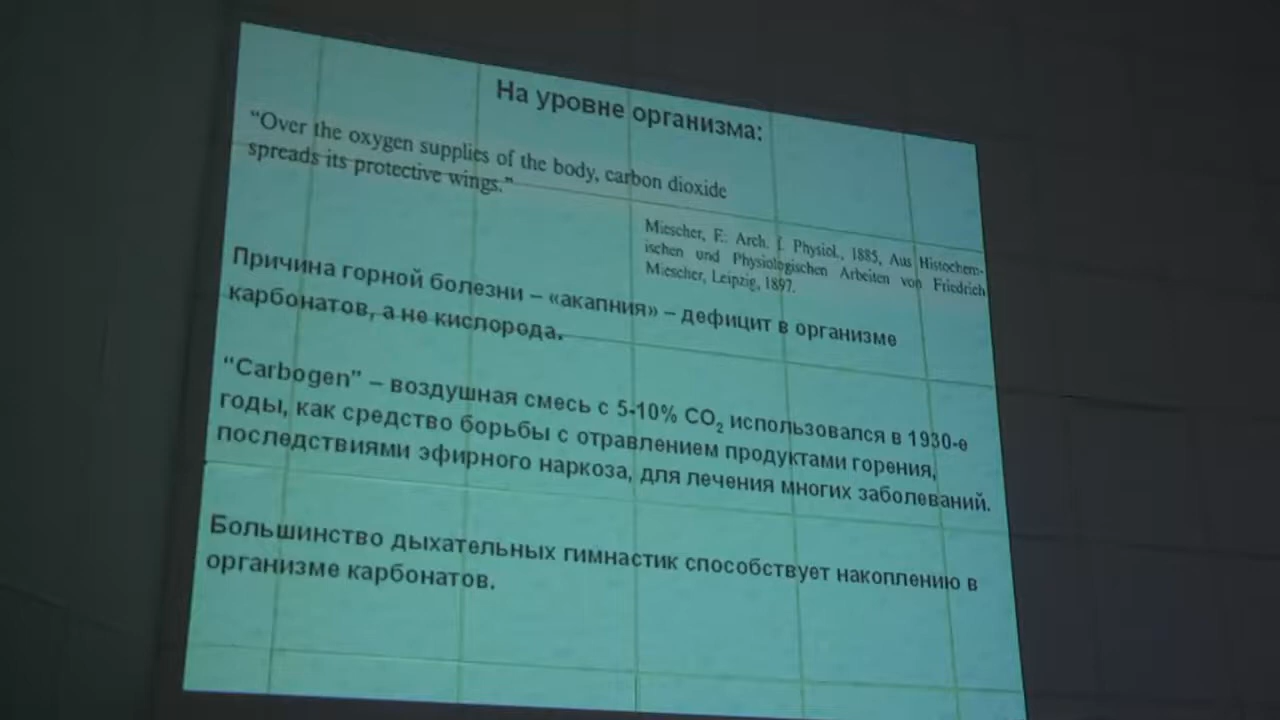 На уровне организма:
“Over the oxygen supplies of the body, carbon dioxide
spreads its protective wings.”
Miescher, F.: Arch. f. Physiol., 1885, Aus Histochem-
ischen und Physiologischen Arbeiten von Friedrich
Miescher, Leipzig, 1897.
Причина горной болезни – «акапния» – дефицит в организме
карбонатов, а не кислорода.
“Carbogen” – воздушная смесь с 5-10% CO₂ использовался в 1930-е
годы, как средство борьбы с отравлением продуктами горения,
последствиями эфирного наркоза, для лечения многих заболеваний.
Большинство дыхательных гимнастик способствует накоплению в
организме карбонатов.